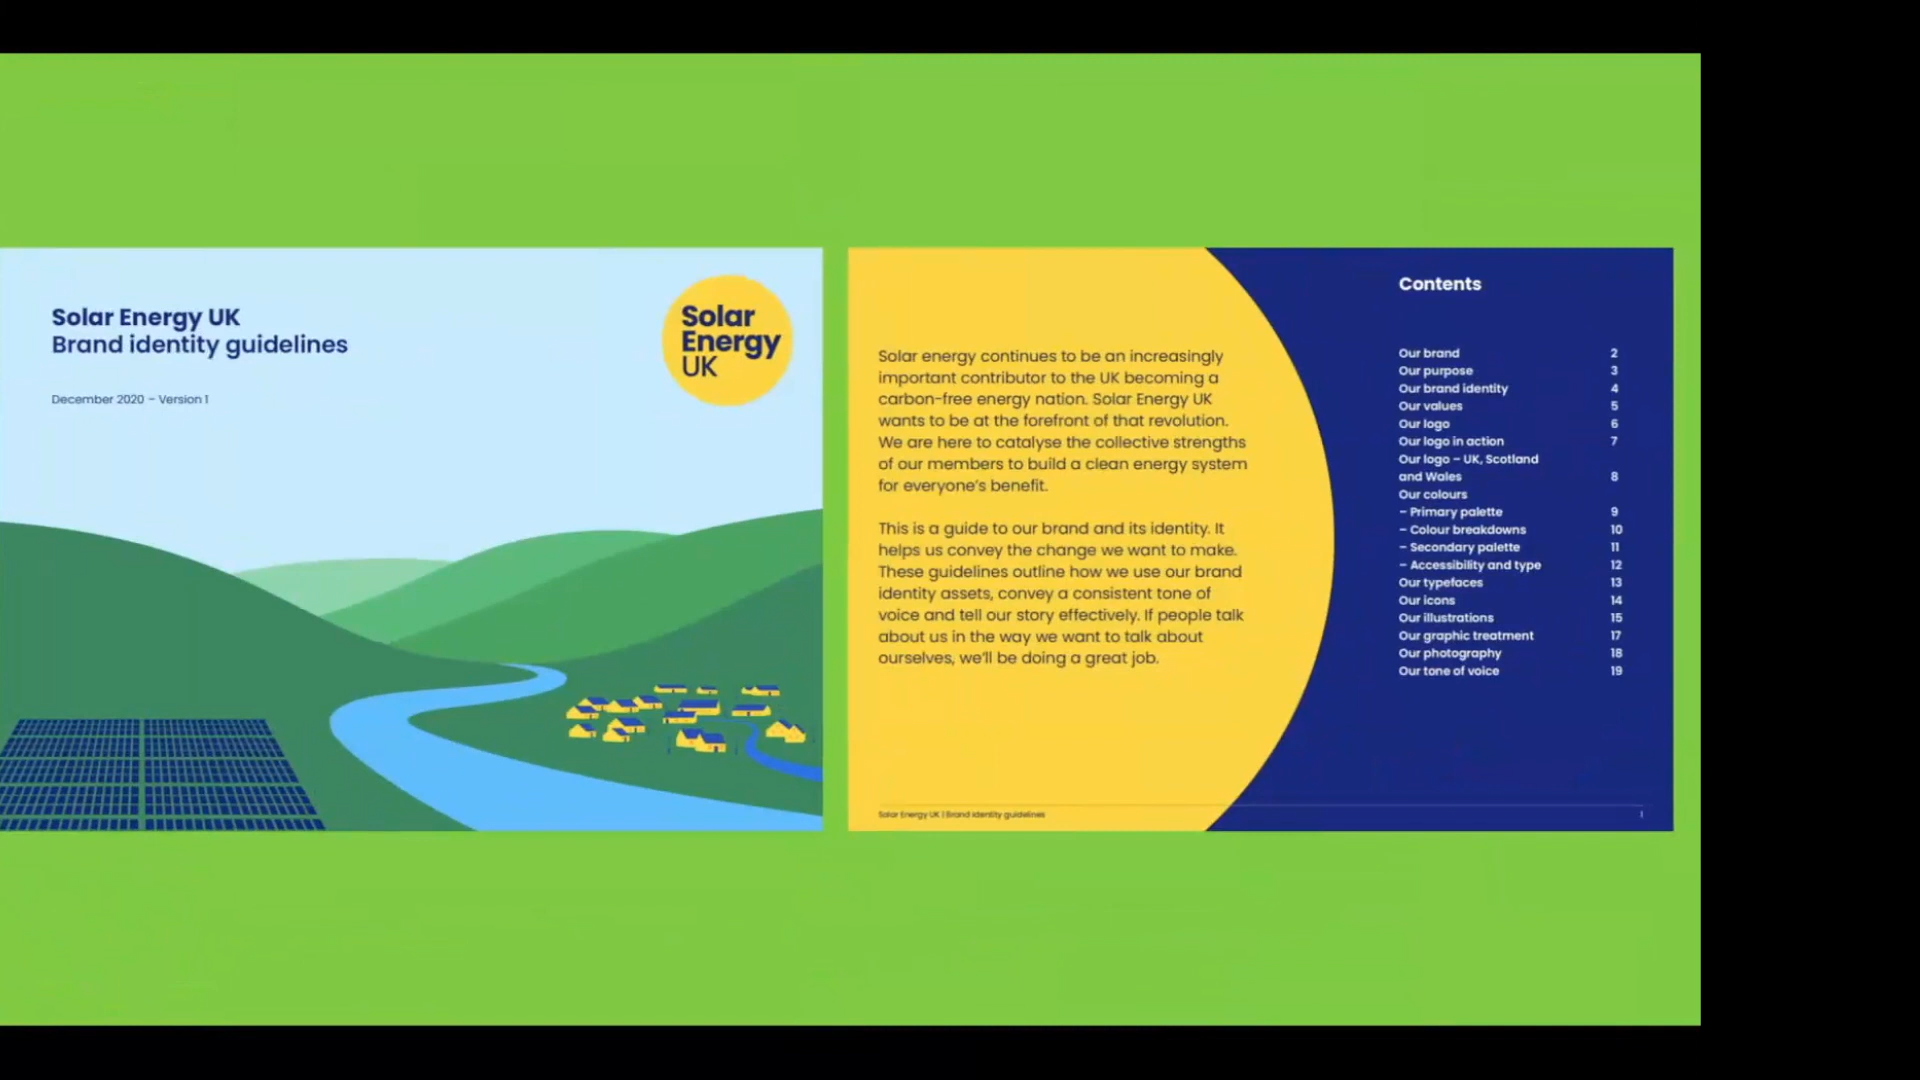 Solar Energy UK
Brand identity guidelines
December 2020 – Version 1
Solar
Energy
UK
Solar energy continues to be an increasingly
important contributor to the UK becoming a
carbon-free energy nation. Solar Energy UK
wants to be at the forefront of that revolution.
We are here to catalyse the collective strengths
of our members to build a clean energy system
for everyone's benefit.
This is a guide to our brand and its identity. It
helps us convey the change we want to make.
These guidelines outline how we use our brand
identity assets, convey a consistent tone of
voice and tell our story effectively. If people talk
about us in the way we want to talk about
ourselves, we'll be doing a great job.
Contents
Our brand 2
Our purpose 3
Our brand identity 4
Our values 5
Our logo 6
Our logo in action 7
Our logo – UK, Scotland
and Wales 8
Our colours
– Primary palette 9
– Colour breakdowns 10
– Secondary palette 11
– Accessibility and type 12
Our typefaces 13
Our icons 14
Our illustrations 15
Our graphic treatment 17
Our photography 18
Our tone of voice 19
Solar Energy UK | Brand identity guidelines 1